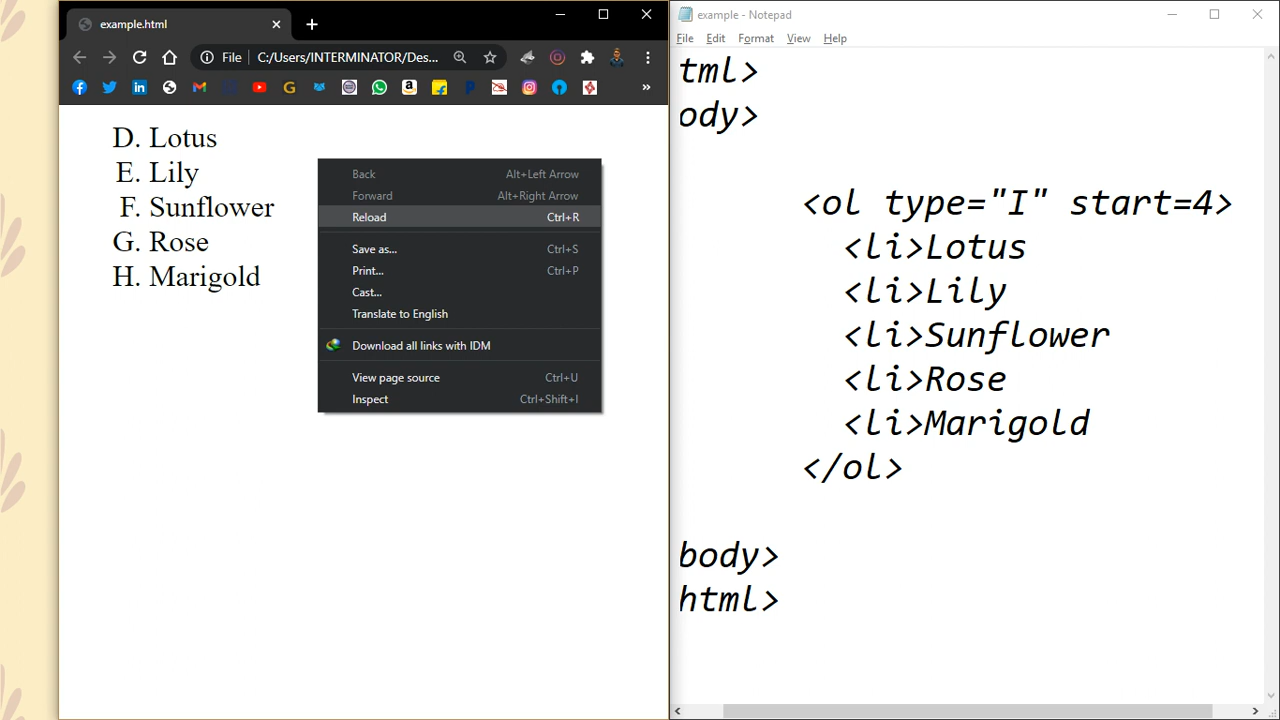 example.html
File
C:/Users/INTERMINATOR/Des...
D. Lotus
E. Lily
F. Sunflower
G. Rose
H. Marigold
Back Alt+Left Arrow
Forward Alt+Right Arrow
Reload Ctrl+R
Save as... Ctrl+S
Print... Ctrl+P
Cast...
Translate to English
Download all links with IDM
View page source Ctrl+U
Inspect Ctrl+Shift+I
example - Notepad
File Edit Format View Help
tml>
ody>
<ol type="I" start=4>
<li>Lotus
<li>Lily
<li>Sunflower
<li>Rose
<li>Marigold
</ol>
body>
html>